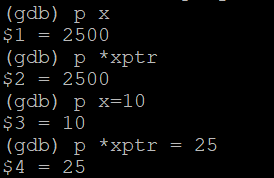 (gdb) p x
$1 = 2500
(gdb) p *xptr
$2 = 2500
(gdb) p x=10
$3 = 10
(gdb) p *xptr = 25
$4 = 25